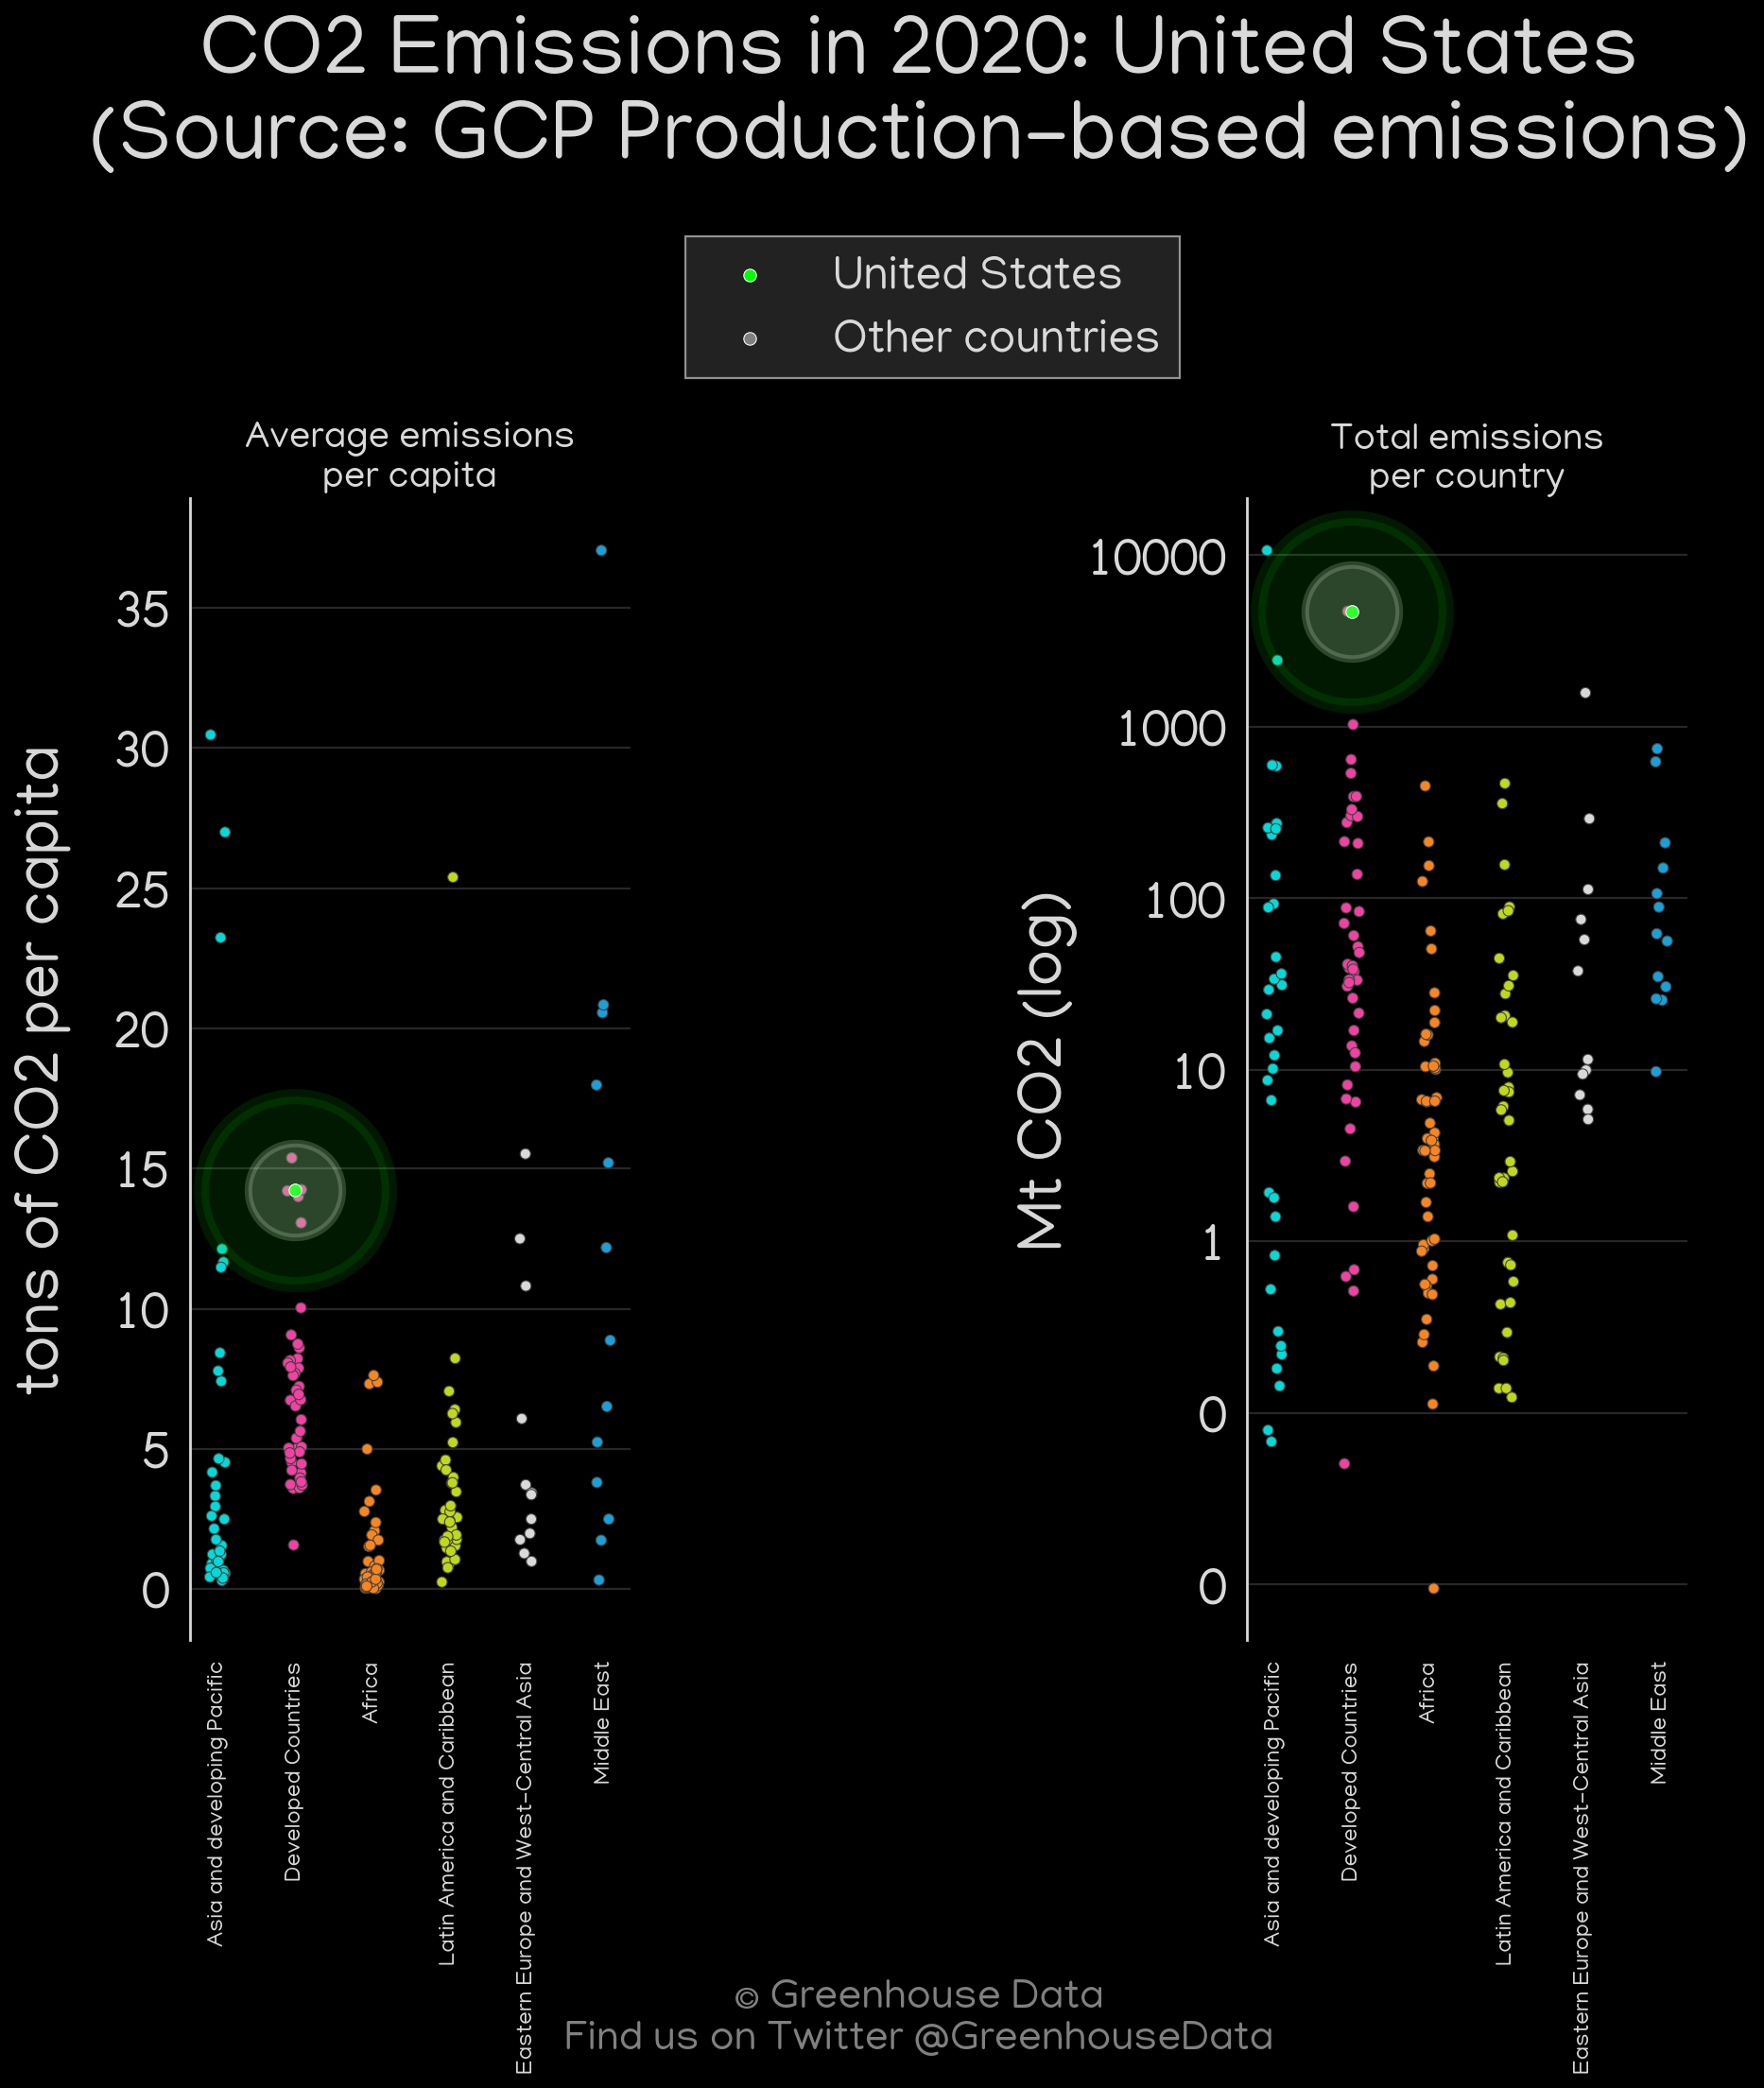 CO2 Emissions in 2020: United States
(Source: GCP Production-based emissions)
United States
Other countries
Average emissions
per capita
Total emissions
per country
tons of CO2 per capita
35
30
25
20
15
10
5
0
Mt CO2 (log)
10000
1000
100
10
1
0
0
Asia and developing Pacific
Developed Countries
Africa
Latin America and Caribbean
Eastern Europe and West-Central Asia
Middle East
Asia and developing Pacific
Developed Countries
Africa
Latin America and Caribbean
Eastern Europe and West-Central Asia
Middle East
© Greenhouse Data
Find us on Twitter @GreenhouseData